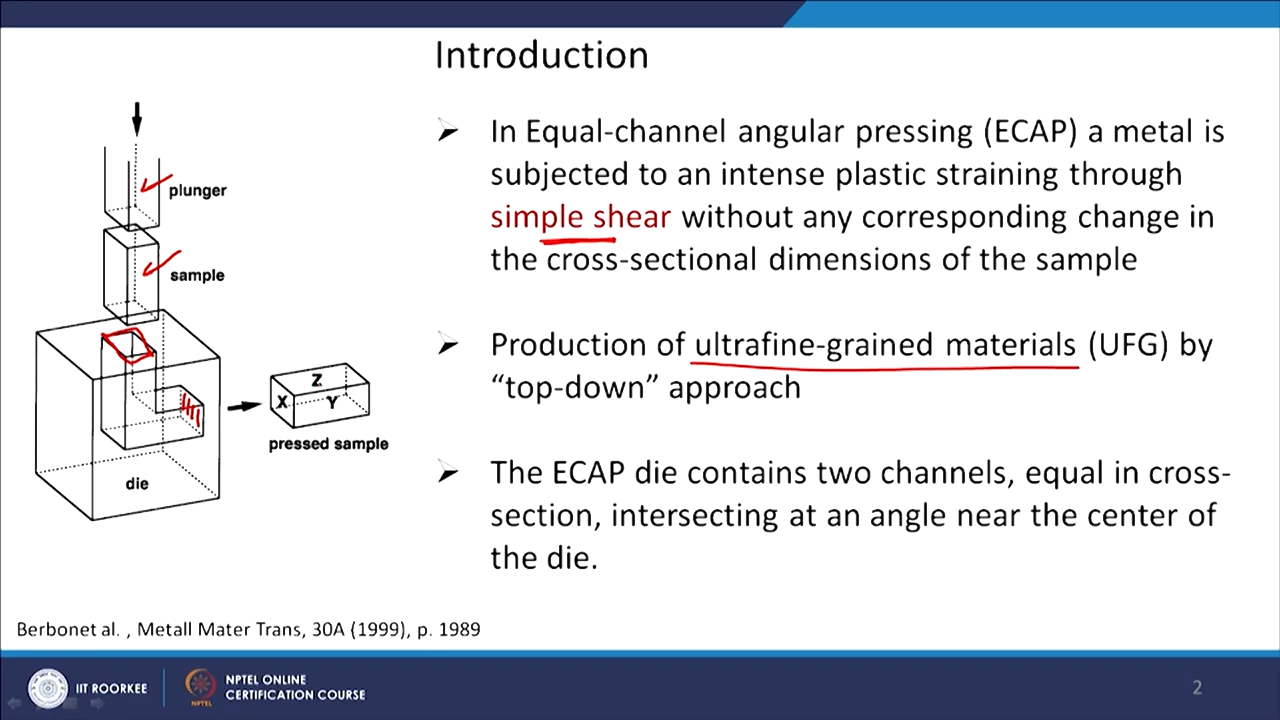 Introduction
plunger
sample
die
X
Y
Z
pressed sample
➢ In Equal-channel angular pressing (ECAP) a metal is
subjected to an intense plastic straining through
simple shear without any corresponding change in
the cross-sectional dimensions of the sample
➢ Production of ultrafine-grained materials (UFG) by
“top-down” approach
➢ The ECAP die contains two channels, equal in cross-
section, intersecting at an angle near the center of
the die.
Berbonet al. , Metall Mater Trans, 30A (1999), p. 1989
IIT ROORKEE
NPTEL
NPTEL ONLINE
CERTIFICATION COURSE
2